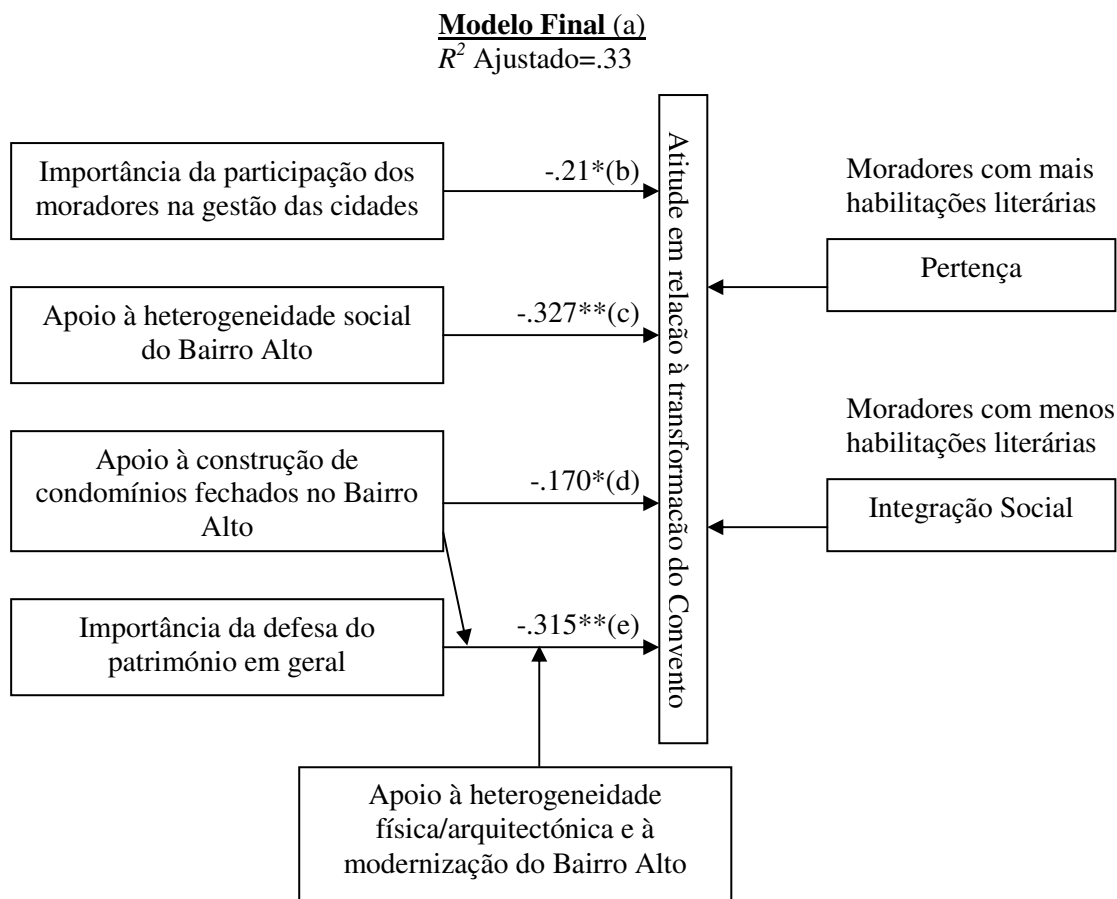 Modelo Final (a)
R² Ajustado=.33
Importância da participação dos
moradores na gestão das cidades
-.21*(b)
Apoio à heterogeneidade social
do Bairro Alto
-.327**(c)
Apoio à construção de
condomínios fechados no Bairro
Alto
-.170*(d)
Importância da defesa do
património em geral
-.315**(e)
Apoio à heterogeneidade
física/arquitectónica e à
modernização do Bairro Alto
Atitude em relação à transformação do Convento
Moradores com mais
habilitações literárias
Pertença
Moradores com menos
habilitações literárias
Integração Social